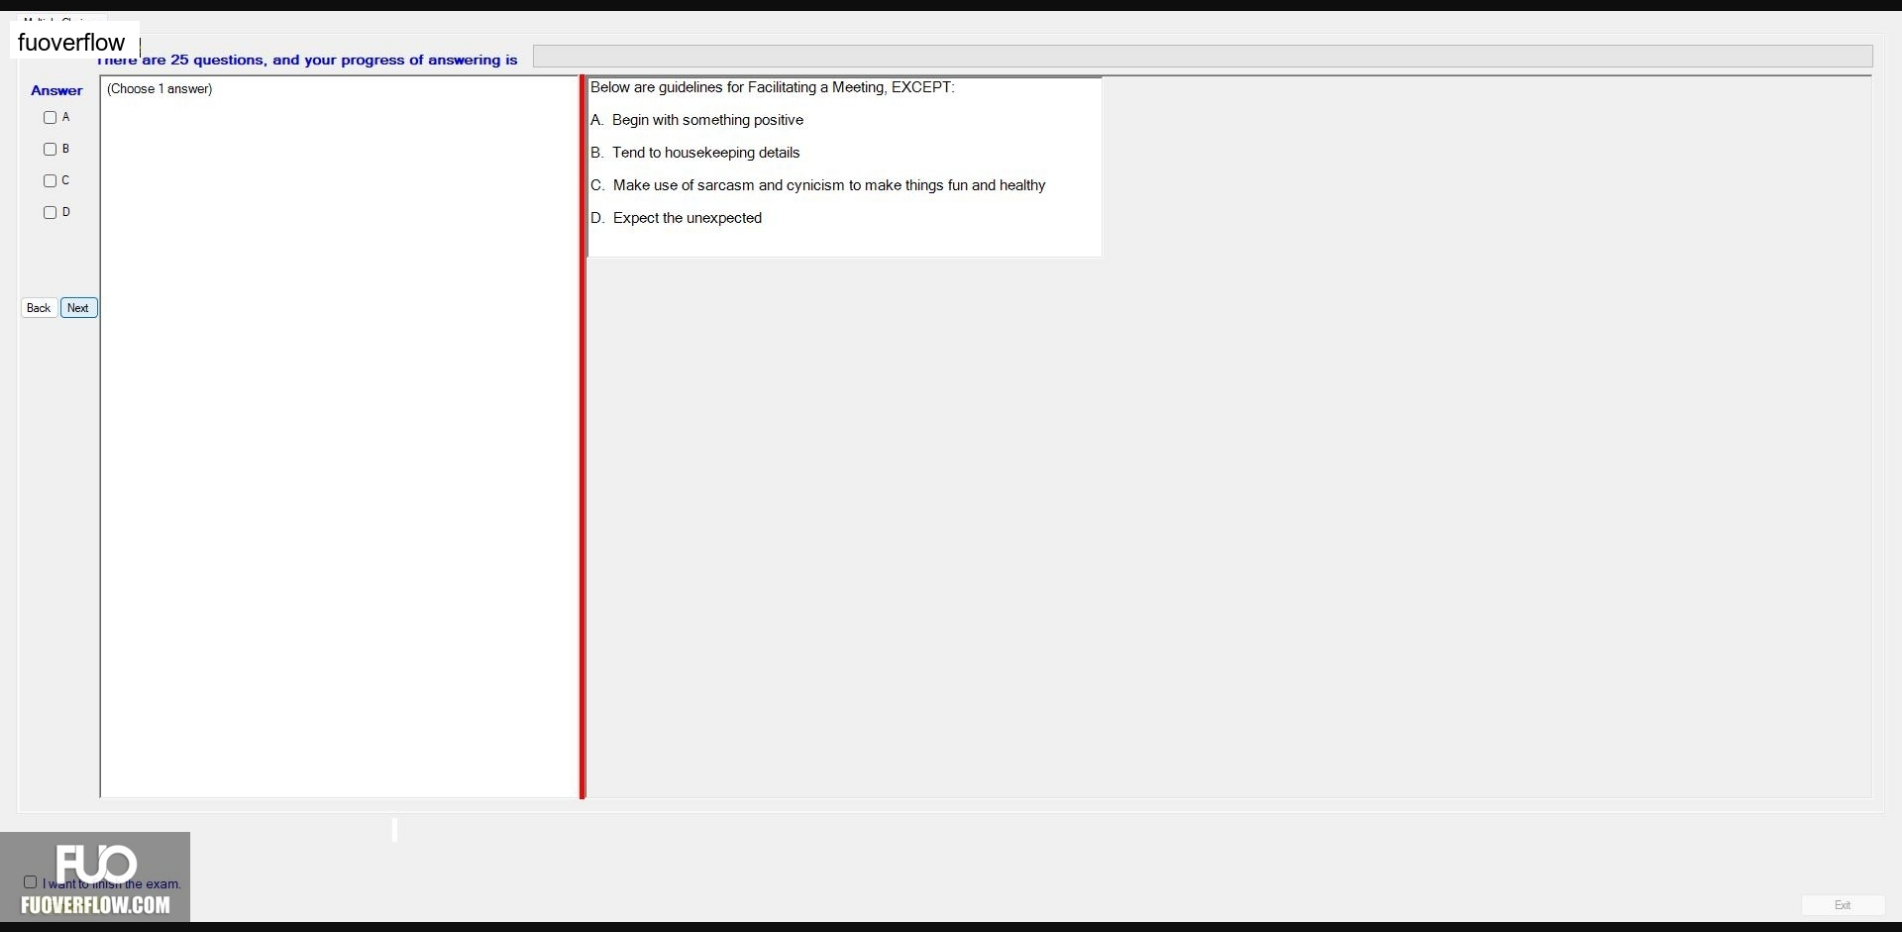 fuoverflow
There are 25 questions, and your progress of answering is
Answer
A
B
C
D
Back
Next
(Choose 1 answer)
Below are guidelines for Facilitating a Meeting, EXCEPT:
A. Begin with something positive
B. Tend to housekeeping details
C. Make use of sarcasm and cynicism to make things fun and healthy
D. Expect the unexpected
FUO
I want to finish the exam.
FUOVERFLOW.COM
Exit